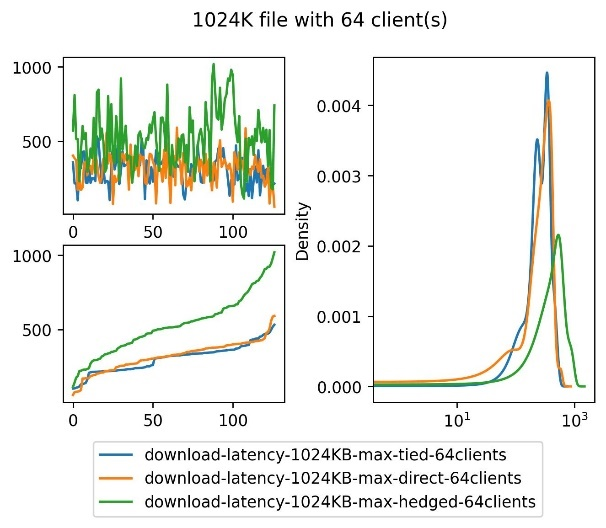 1024K file with 64 client(s)
1000
500
0 50 100
1000
500
0 50 100
Density
0.004
0.003
0.002
0.001
0.000
10¹ 10³
download-latency-1024KB-max-tied-64clients
download-latency-1024KB-max-direct-64clients
download-latency-1024KB-max-hedged-64clients